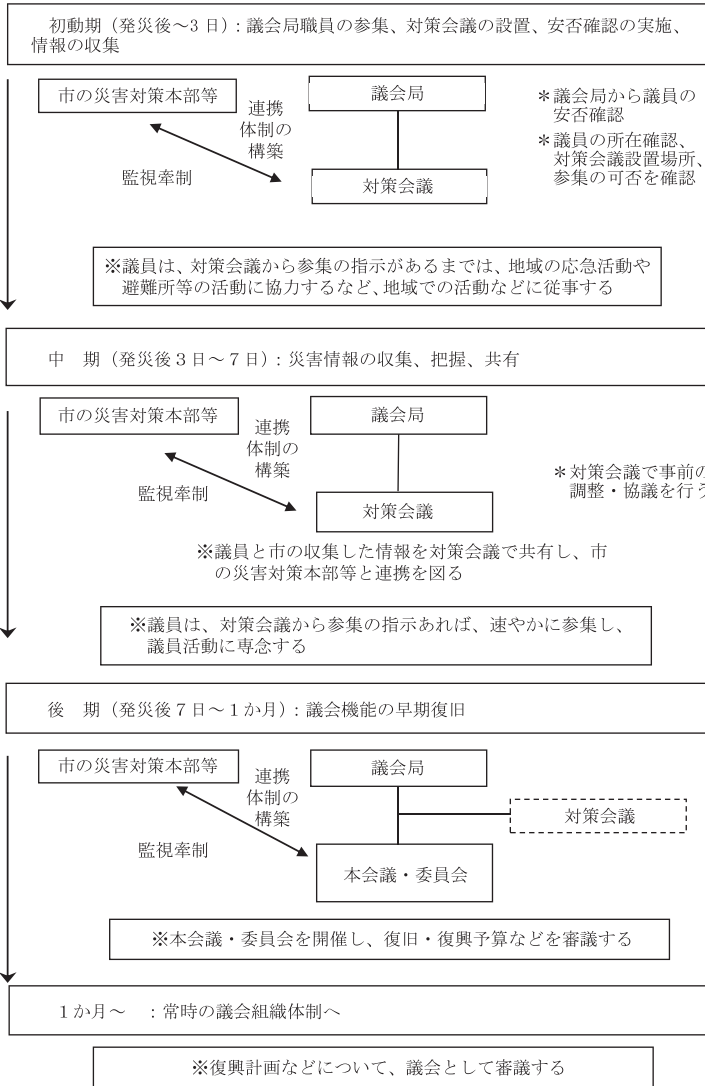 初動期（発災後～3 日）: 議会局職員の参集、対策会議の設置、安否確認の実施、
情報の収集
市の災害対策本部等
連携
体制の
構築
監視牽制
議会局
対策会議
＊議会局から議員の
安否確認
＊議員の所在確認、
対策会議設置場所、
参集の可否を確認
※議員は、対策会議から参集の指示があるまでは、地域の応急活動や
避難所等の活動に協力するなど、地域での活動などに従事する
中　期（発災後３日～７日）: 災害情報の収集、把握、共有
市の災害対策本部等
連携
体制の
構築
監視牽制
議会局
対策会議
＊対策会議で事前の
調整・協議を行う
※議員と市の収集した情報を対策会議で共有し、市
の災害対策本部等と連携を図る
※議員は、対策会議から参集の指示あれば、速やかに参集し、
議員活動に専念する
後　期（発災後７日～１か月）: 議会機能の早期復旧
市の災害対策本部等
連携
体制の
構築
監視牽制
議会局
対策会議
本会議・委員会
※本会議・委員会を開催し、復旧・復興予算などを審議する
１か月～　: 常時の議会組織体制へ
※復興計画などについて、議会として審議する